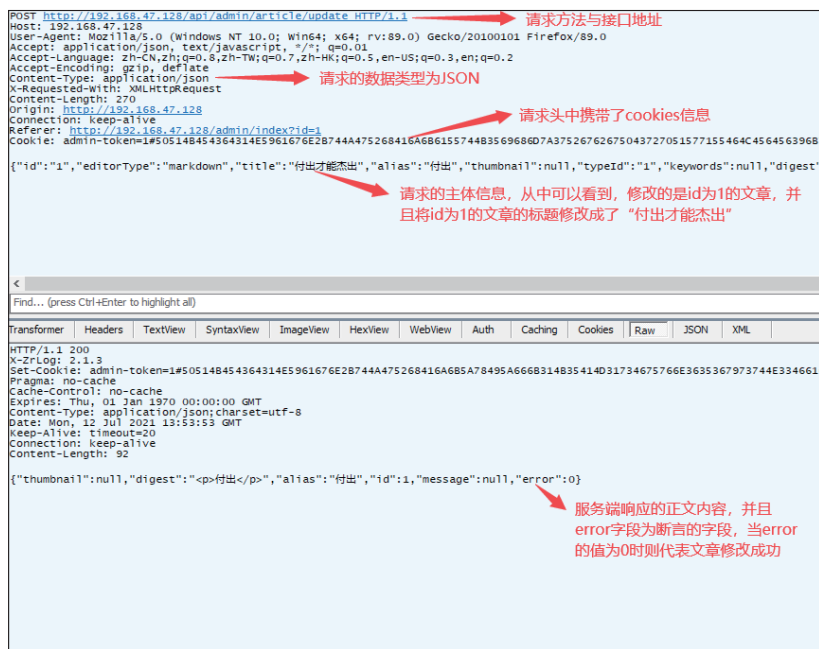 POST http://192.168.47.128/api/admin/article/update HTTP/1.1
请求方法与接口地址
Host: 192.168.47.128
User-Agent: Mozilla/5.0 (Windows NT 10.0; Win64; x64; rv:89.0) Gecko/20100101 Firefox/89.0
Accept: application/json, text/javascript, */*; q=0.01
Accept-Language: zh-CN,zh;q=0.8,zh-TW;q=0.7,zh-HK;q=0.5,en-US;q=0.3,en;q=0.2
Accept-Encoding: gzip, deflate
Content-Type: application/json
请求的数据类型为JSON
X-Requested-With: XMLHttpRequest
Content-Length: 270
Origin: http://192.168.47.128
Connection: keep-alive
请求头中携带了cookies信息
Referer: http://192.168.47.128/admin/index?id=1
Cookie: admin-token=1#50514B454364314E5961676E2B744A475268416A6B6155744B3569686D7A37526762675043727051577155464C456456396B
{"id":"1","editorType":"markdown","title":"付出才能杰出","alias":"付出","thumbnail":null,"typeId":"1","keywords":null,"digest"
请求的主体信息，从中可以看到，修改的是id为1的文章，并
且将id为1的文章的标题修改成了“付出才能杰出”
<
Find... (press Ctrl+Enter to highlight all)
Transformer Headers TextView SyntaxView ImageView HexView WebView Auth Caching Cookies Raw JSON XML
HTTP/1.1 200
X-ZrLog: 2.1.3
Set-Cookie: admin-token=1#50514B454364314E5961676E2B744A475268416A6B5A78495A666B314B35414D31734675766E3635367973744E334661
Pragma: no-cache
Cache-Control: no-cache
Expires: Thu, 01 Jan 1970 00:00:00 GMT
Content-Type: application/json;charset=utf-8
Date: Mon, 12 Jul 2021 13:53:53 GMT
Keep-Alive: timeout=20
Connection: keep-alive
Content-Length: 92
{"thumbnail":null,"digest":"<p>付出</p>","alias":"付出","id":1,"message":null,"error":0}
服务端响应的正文内容，并且
error字段为断言的字段，当error
的值为0时则代表文章修改成功